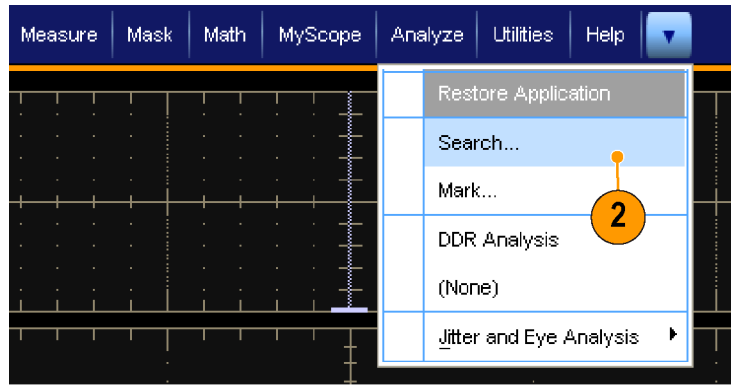 Measure Mask Math MyScope Analyze Utilities Help
Restore Application
Search...
Mark...
2
DDR Analysis
(None)
Jitter and Eye Analysis